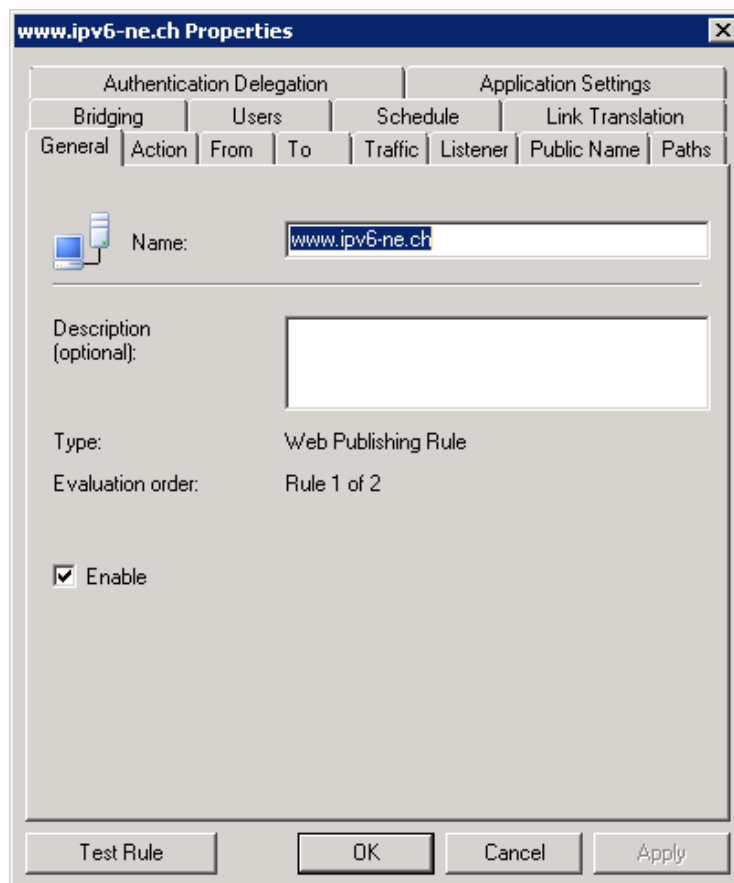 www.ipv6-ne.ch Properties
Authentication Delegation Application Settings
Bridging Users Schedule Link Translation
General Action From To Traffic Listener Public Name Paths
Name: www.ipv6-ne.ch
Description
(optional):
Type: Web Publishing Rule
Evaluation order: Rule 1 of 2
Enable
Test Rule OK Cancel Apply